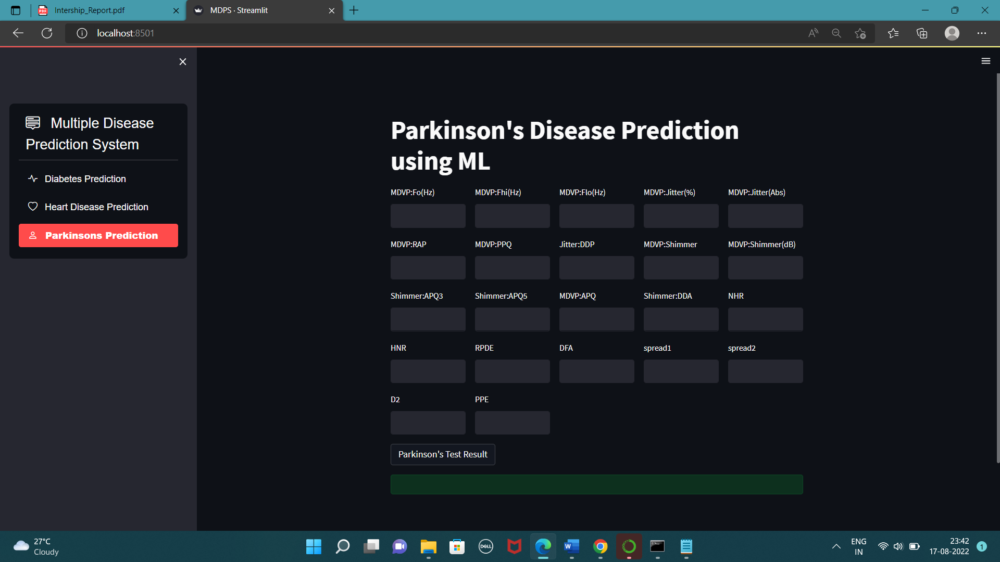 Intership_Report.pdf
MDPS · Streamlit
localhost:8501
Multiple Disease
Prediction System
Diabetes Prediction
Heart Disease Prediction
Parkinsons Prediction
Parkinson's Disease Prediction
using ML
MDVP:Fo(Hz) MDVP:Fhi(Hz) MDVP:Flo(Hz) MDVP:Jitter(%) MDVP:Jitter(Abs)
MDVP:RAP MDVP:PPQ Jitter:DDP MDVP:Shimmer MDVP:Shimmer(dB)
Shimmer:APQ3 Shimmer:APQ5 MDVP:APQ Shimmer:DDA NHR
HNR RPDE DFA spread1 spread2
D2 PPE
Parkinson's Test Result
27°C
Cloudy
DELL
ENG
IN
23:42
17-08-2022
1